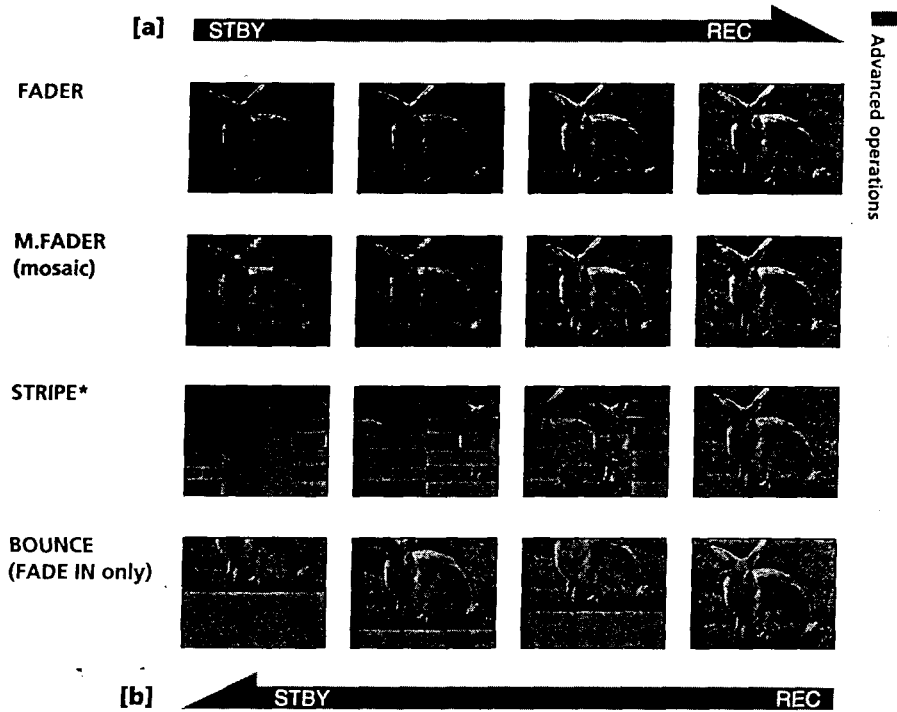 [a] STBY REC
Advanced operations
FADER
M.FADER
(mosaic)
STRIPE*
BOUNCE
(FADE IN only)
[b] STBY REC